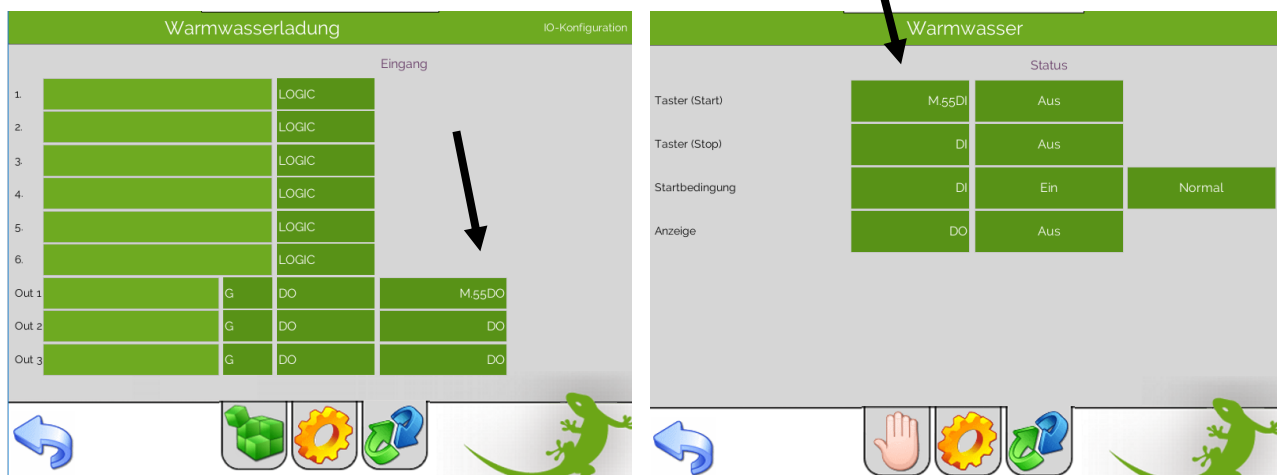 Warmwasserladung
IO-Konfiguration
Eingang
1. LOGIC
2. LOGIC
3. LOGIC
4. LOGIC
5. LOGIC
6. LOGIC
Out 1 G DO M.55DO
Out 2 G DO DO
Out 3 G DO DO
Warmwasser
Status
Taster (Start) M.55DI Aus
Taster (Stop) DI Aus
Startbedingung DI Ein Normal
Anzeige DO Aus